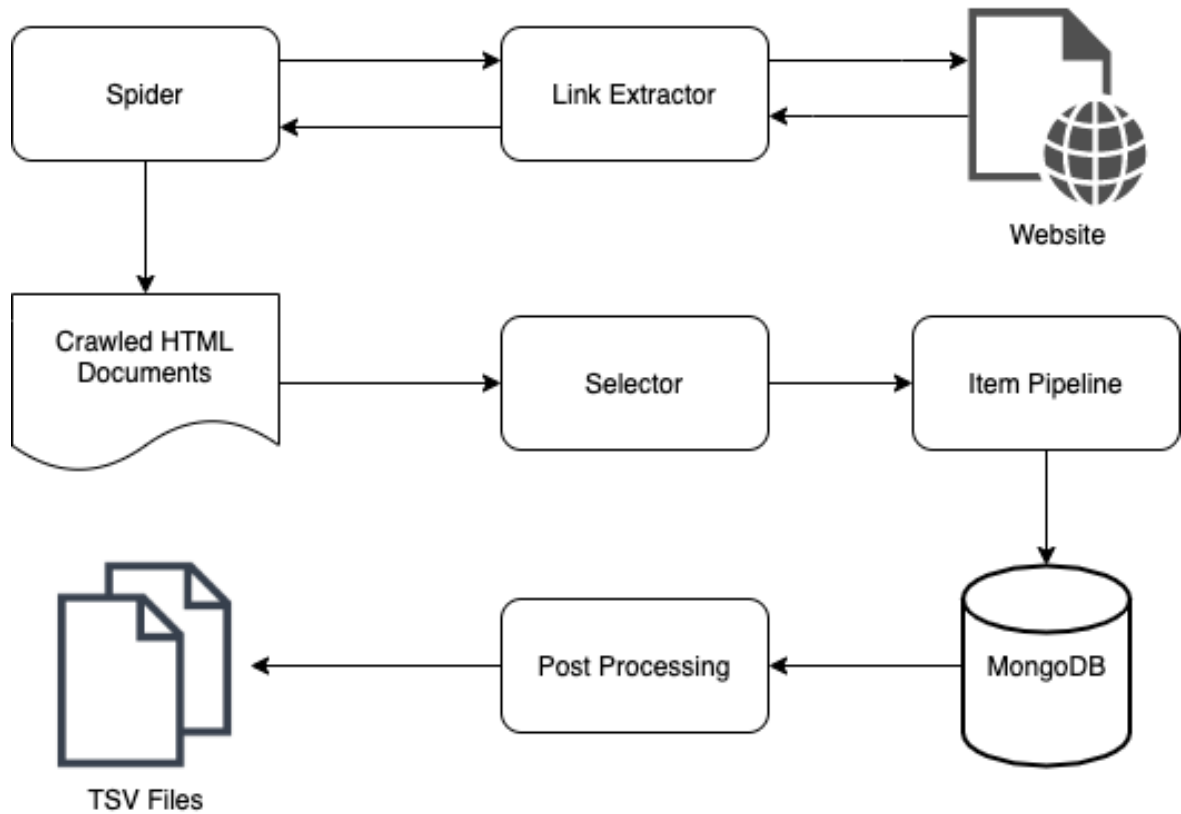 Spider
Link Extractor
Website
Crawled HTML
Documents
Selector
Item Pipeline
MongoDB
Post Processing
TSV Files